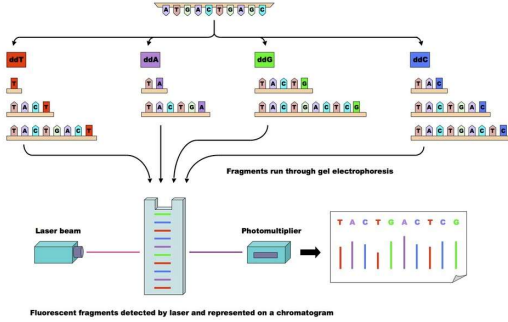 A T G A C T G A G C
ddT ddA ddG ddC
T
T A
T A C T G
T A C
T A C T
T A C T G A
T A C T G A C T C G
T A C T G A C
T A C T G A C T
T A C T G A C T C
Fragments run through gel electophoresis
Laser beam
Photomultiplier
T A C T G A C T C G
Fluorescent fragments detected by laser and represented on a chromatogram